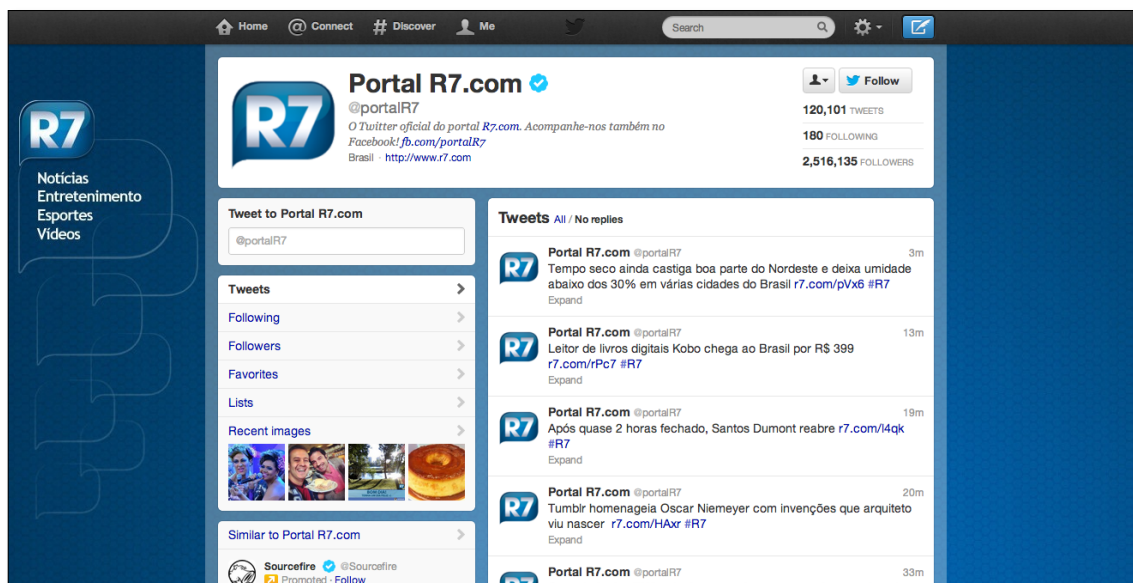 Home
Connect
Discover
Me
Search
R7
Notícias
Entretenimento
Esportes
Vídeos
R7
Portal R7.com
@portalR7
O Twitter oficial do portal R7.com. Acompanhe-nos também no
Facebook! fb.com/portalR7
Brasil · http://www.r7.com
Follow
120,101 TWEETS
180 FOLLOWING
2,516,135 FOLLOWERS
Tweet to Portal R7.com
@portalR7
Tweets
Following
Followers
Favorites
Lists
Recent images
Similar to Portal R7.com
Sourcefire @Sourcefire
Promoted · Follow
Tweets All / No replies
R7
Portal R7.com @portalR7 3m
Tempo seco ainda castiga boa parte do Nordeste e deixa umidade
abaixo dos 30% em várias cidades do Brasil r7.com/pVx6 #R7
Expand
R7
Portal R7.com @portalR7 13m
Leitor de livros digitais Kobo chega ao Brasil por R$ 399
r7.com/rPc7 #R7
Expand
R7
Portal R7.com @portalR7 19m
Após quase 2 horas fechado, Santos Dumont reabre r7.com/l4qk
#R7
Expand
R7
Portal R7.com @portalR7 20m
Tumblr homenageia Oscar Niemeyer com invenções que arquiteto
viu nascer r7.com/HAxr #R7
Expand
R7
Portal R7.com @portalR7 33m